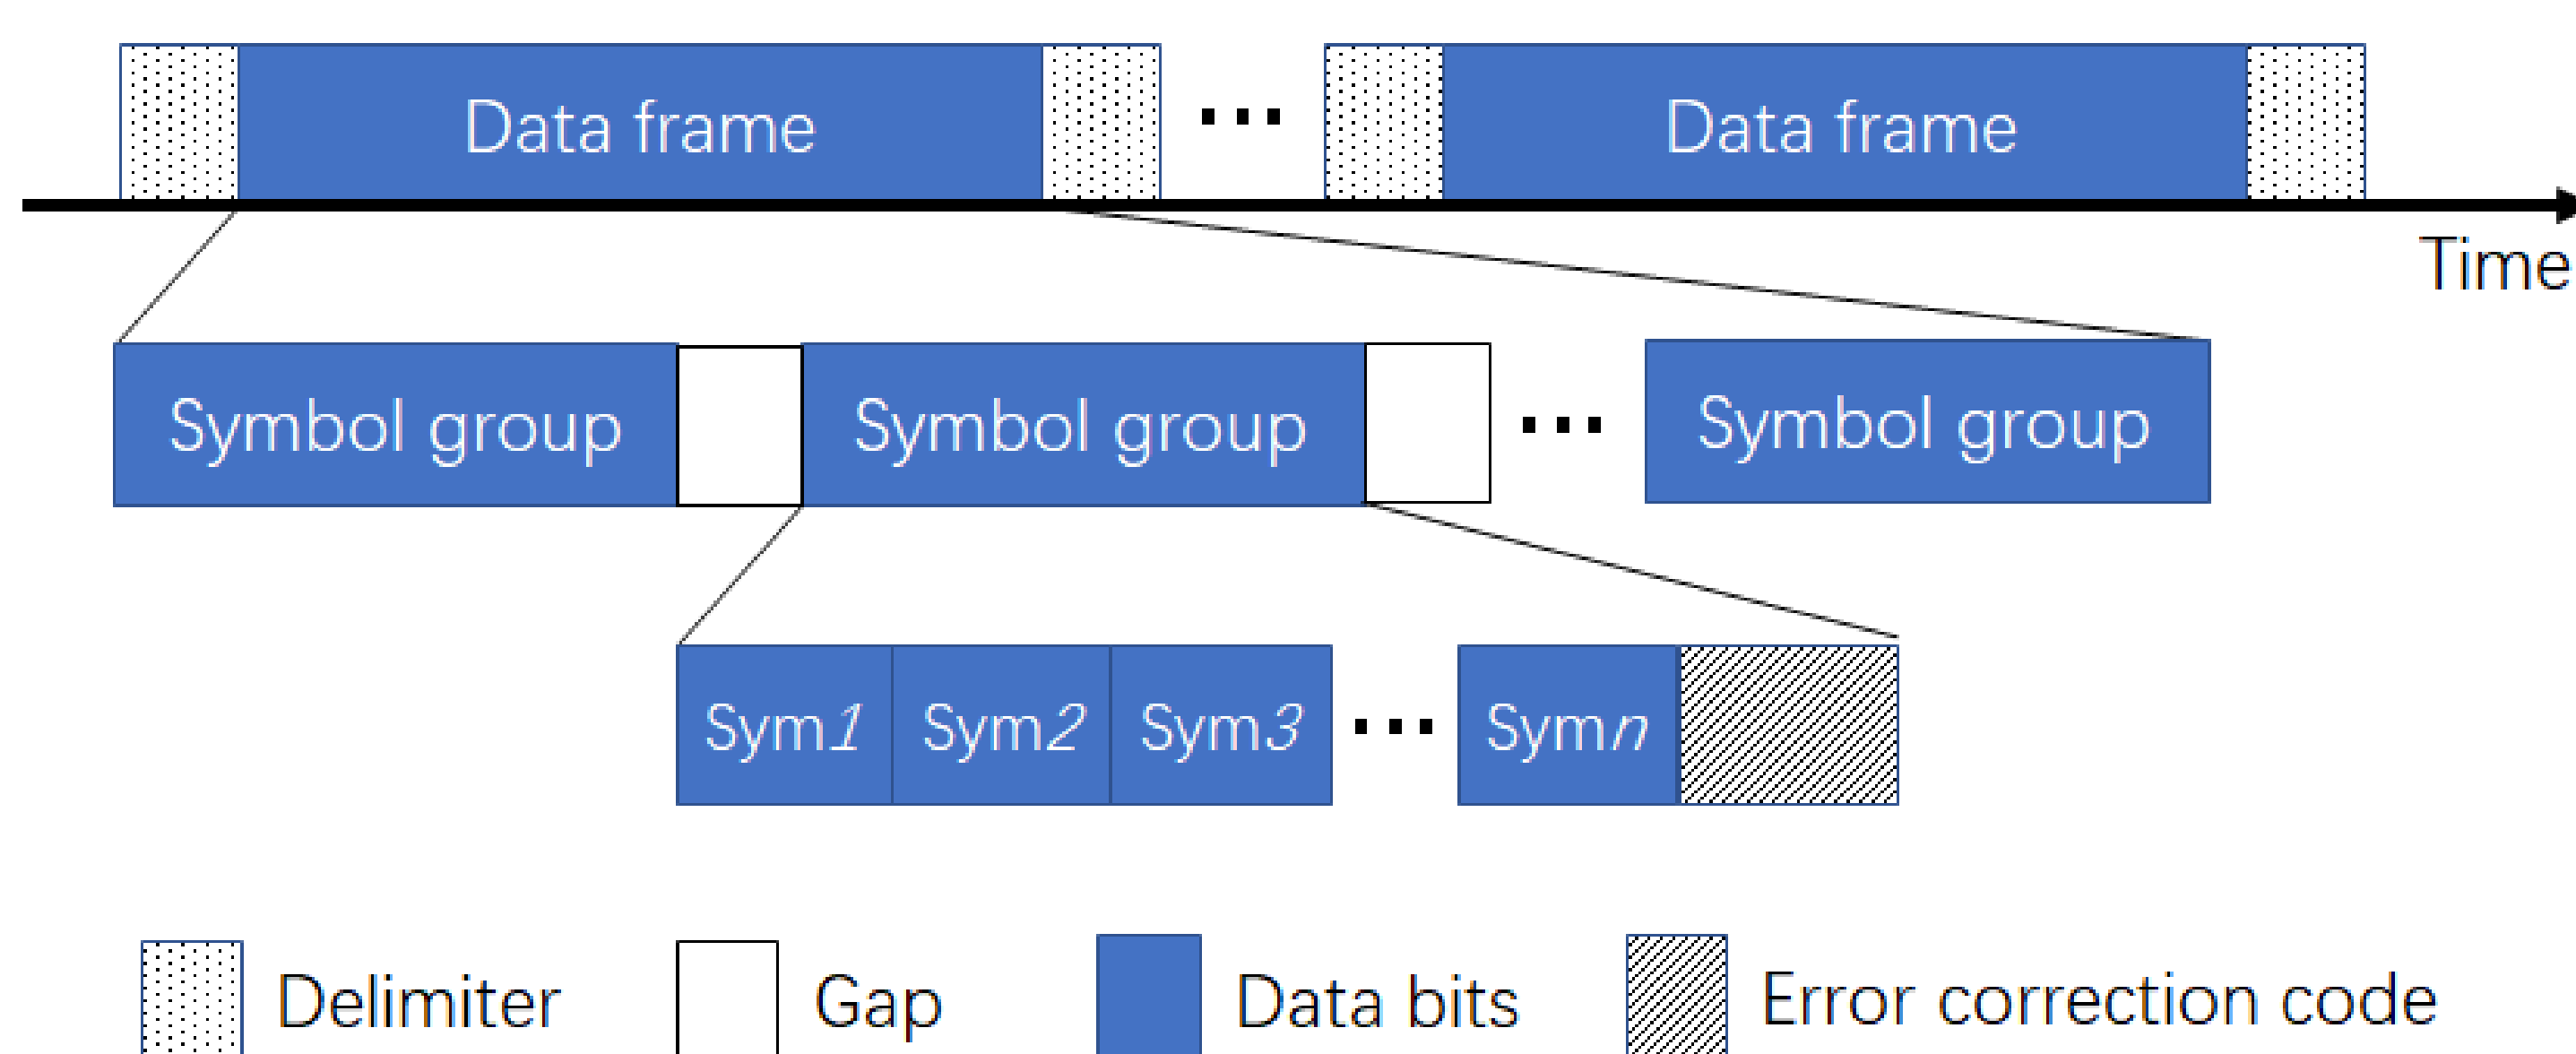 Data frame ... Data frame
Time
Symbol group Symbol group ... Symbol group
Sym1 Sym2 Sym3 ... Symn
Delimiter Gap Data bits Error correction code